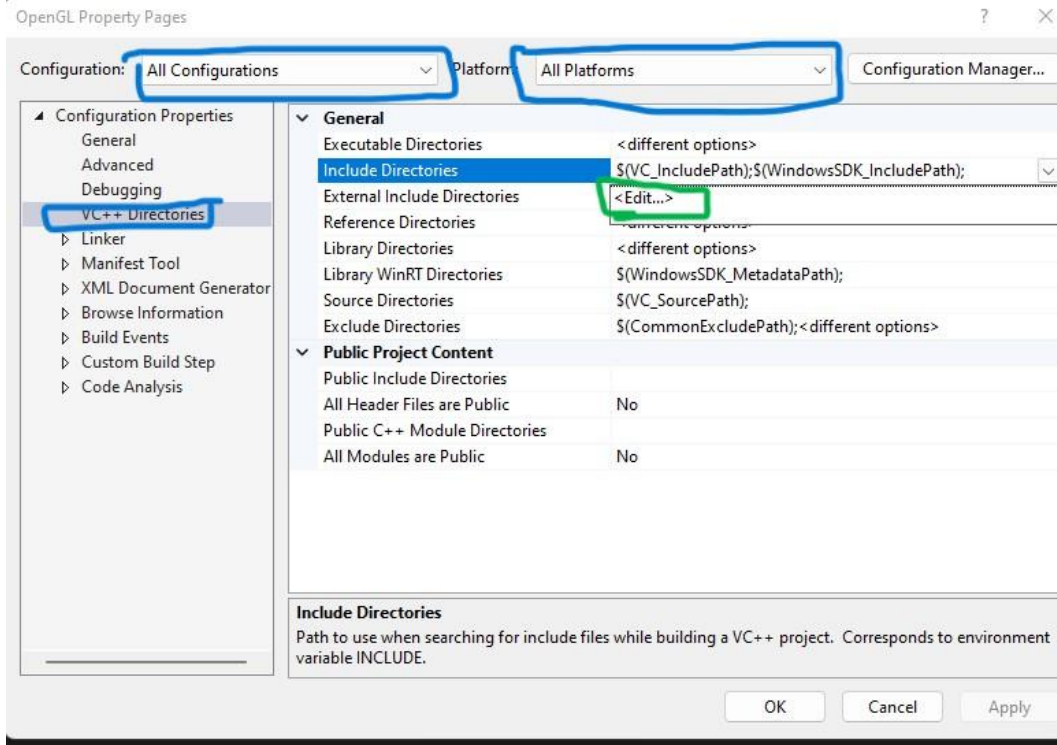 OpenGL Property Pages
Configuration: All Configurations Platform: All Platforms Configuration Manager...
Configuration Properties
General
Advanced
Debugging
VC++ Directories
Linker
Manifest Tool
XML Document Generator
Browse Information
Build Events
Custom Build Step
Code Analysis
General
Executable Directories <different options>
Include Directories $(VC_IncludePath);$(WindowsSDK_IncludePath);
External Include Directories <Edit...>
Reference Directories <different options>
Library Directories <different options>
Library WinRT Directories $(WindowsSDK_MetadataPath);
Source Directories $(VC_SourcePath);
Exclude Directories $(CommonExcludePath);<different options>
Public Project Content
Public Include Directories
All Header Files are Public No
Public C++ Module Directories
All Modules are Public No
Include Directories
Path to use when searching for include files while building a VC++ project. Corresponds to environment
variable INCLUDE.
OK Cancel Apply